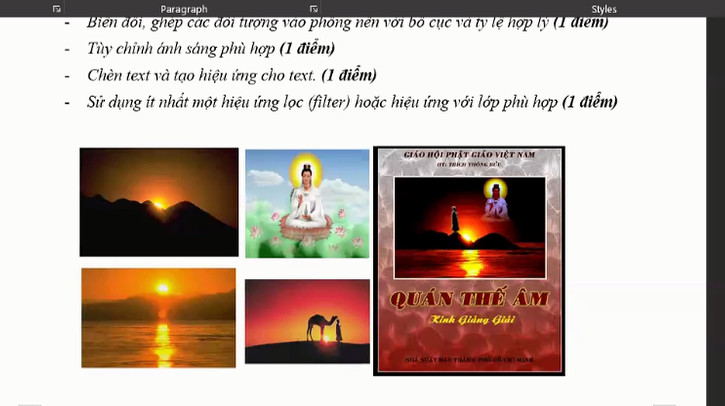 Paragraph
Styles
- Biến đổi, ghép các đối tượng vào phông nền với bố cục và tỷ lệ hợp lý (1 điểm)
- Tùy chỉnh ánh sáng phù hợp (1 điểm)
- Chèn text và tạo hiệu ứng cho text. (1 điểm)
- Sử dụng ít nhất một hiệu ứng lọc (filter) hoặc hiệu ứng với lớp phù hợp (1 điểm)
GIÁO HỘI PHẬT GIÁO VIỆT NAM
HT. THÍCH THÔNG BỬU
QUÁN THẾ ÂM
Kinh Giảng Giải
NHÀ XUẤT BẢN THÀNH PHỐ HỒ CHÍ MINH